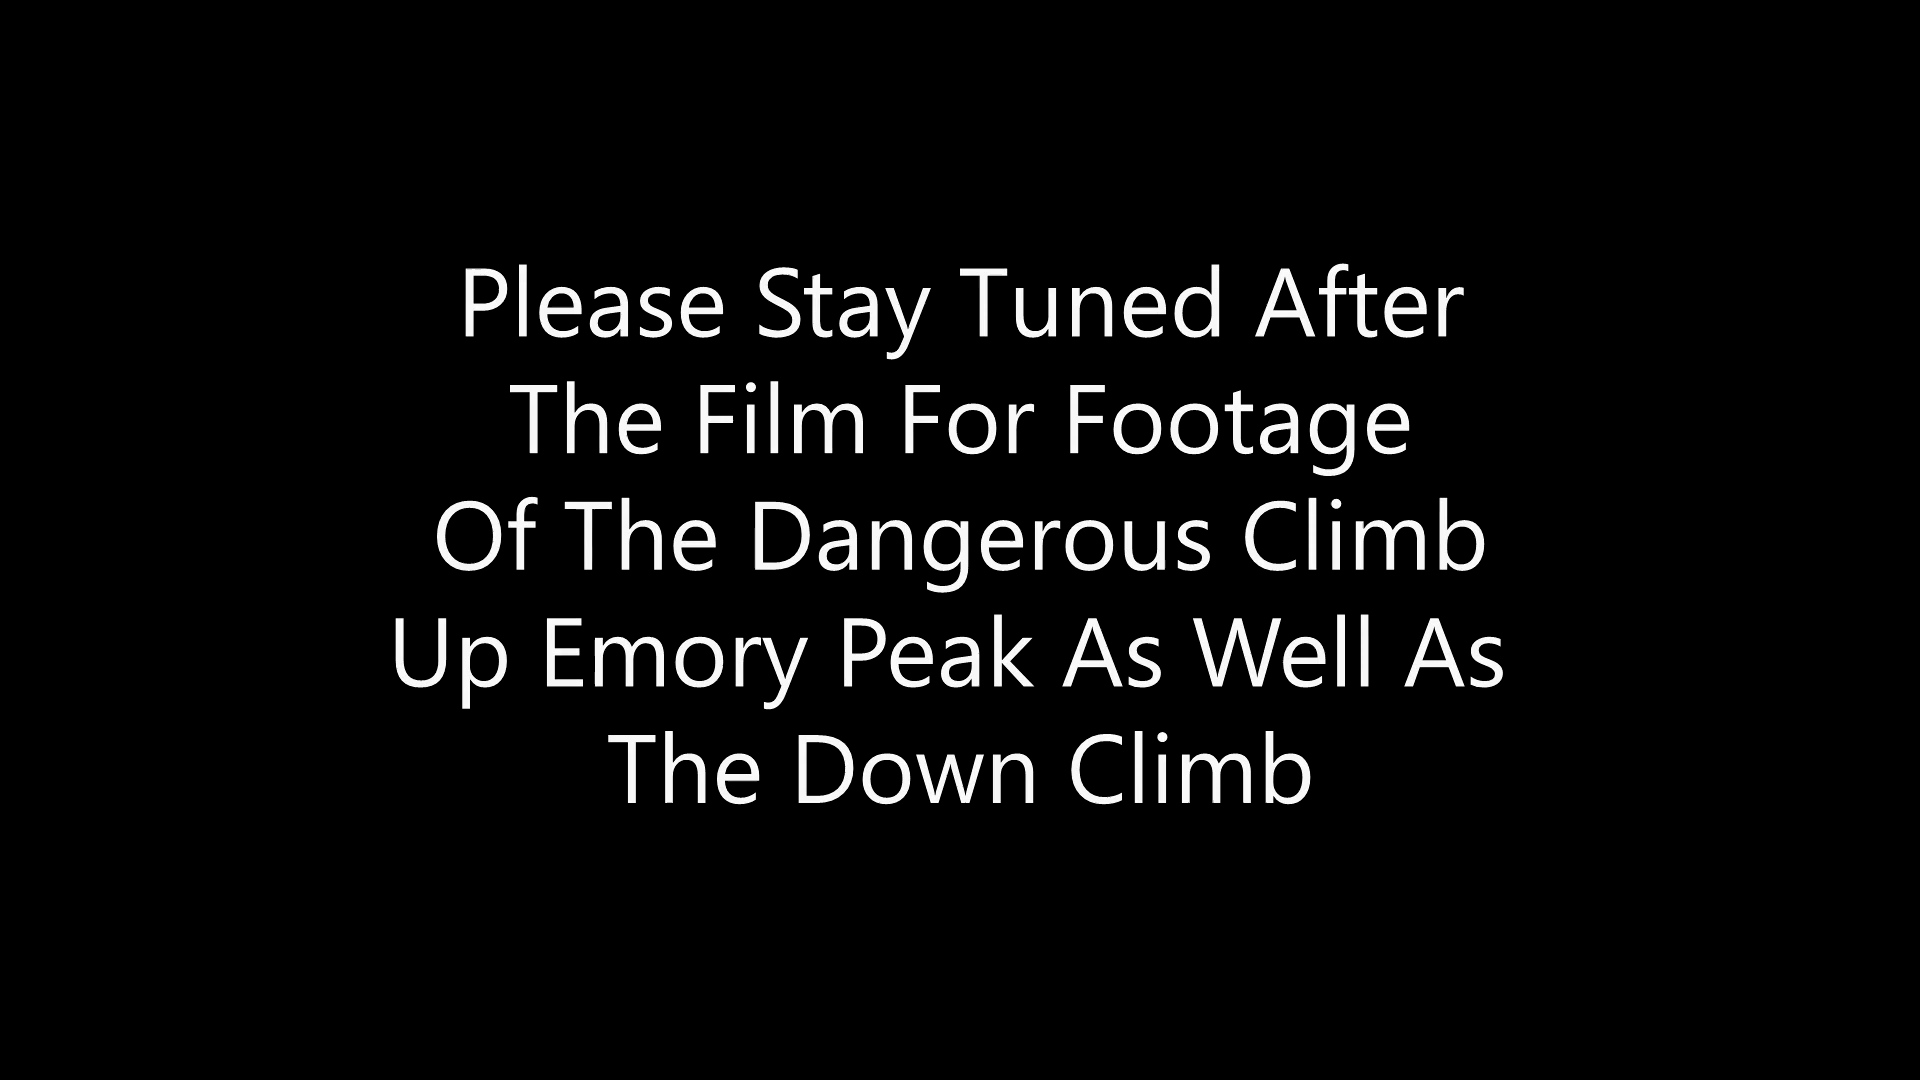 Please Stay Tuned After
The Film For Footage
Of The Dangerous Climb
Up Emory Peak As Well As
The Down Climb